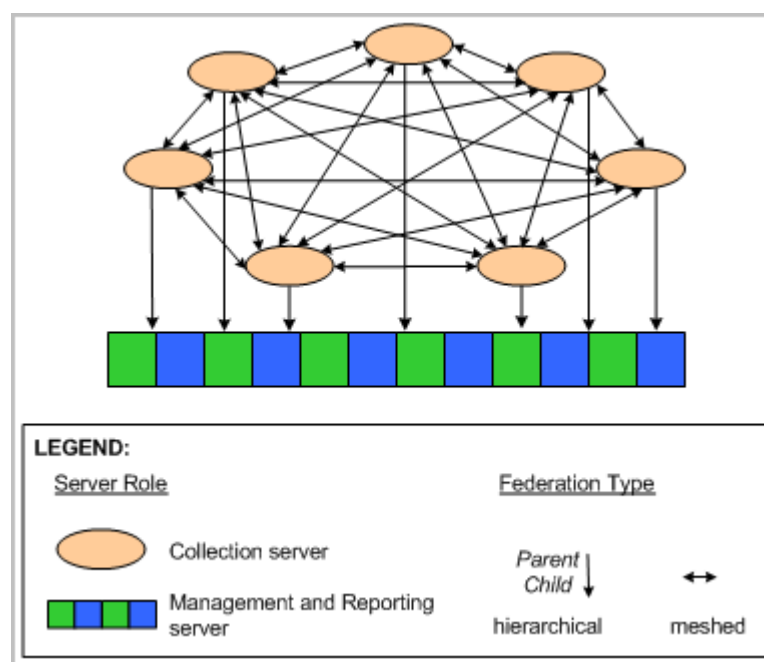 LEGEND:
Server Role
Federation Type
Collection server
Parent
Child
Management and Reporting
server
hierarchical
meshed